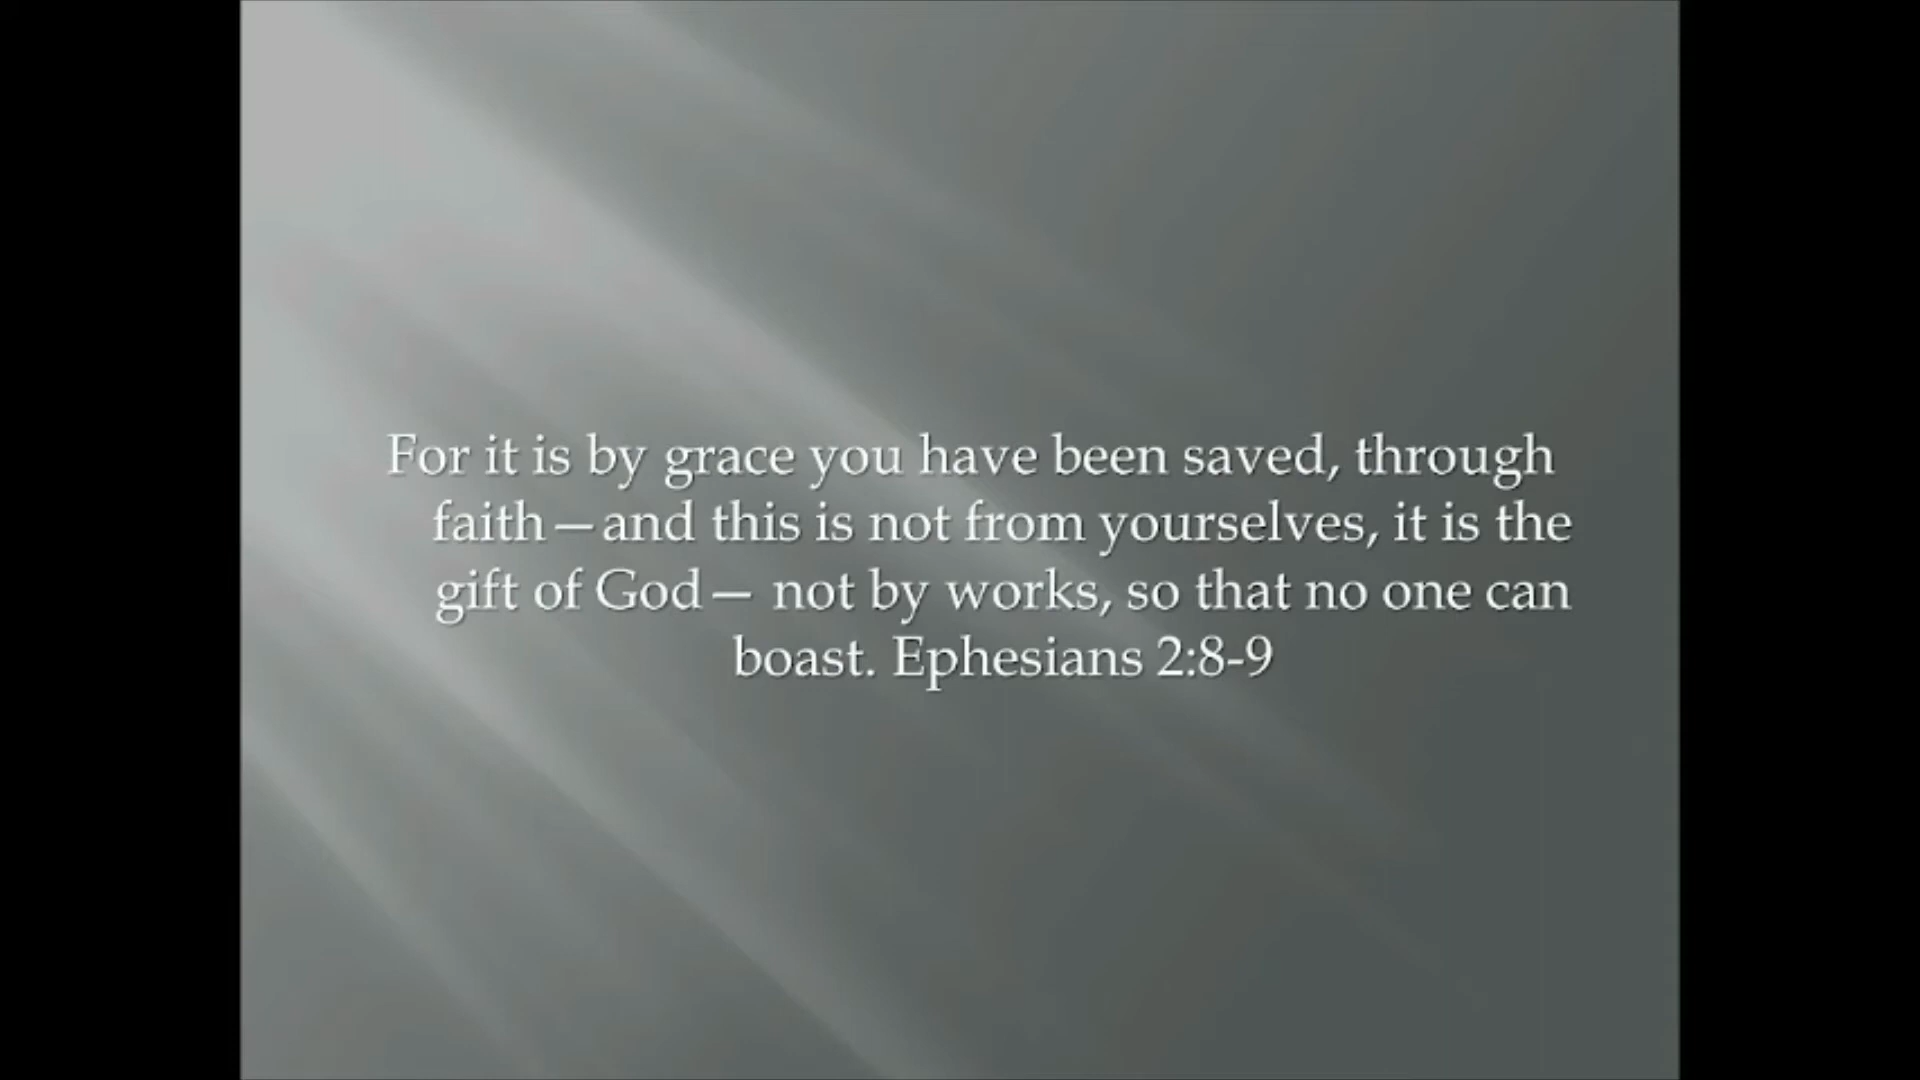 For it is by grace you have been saved, through
faith—and this is not from yourselves, it is the
gift of God— not by works, so that no one can
boast. Ephesians 2:8-9